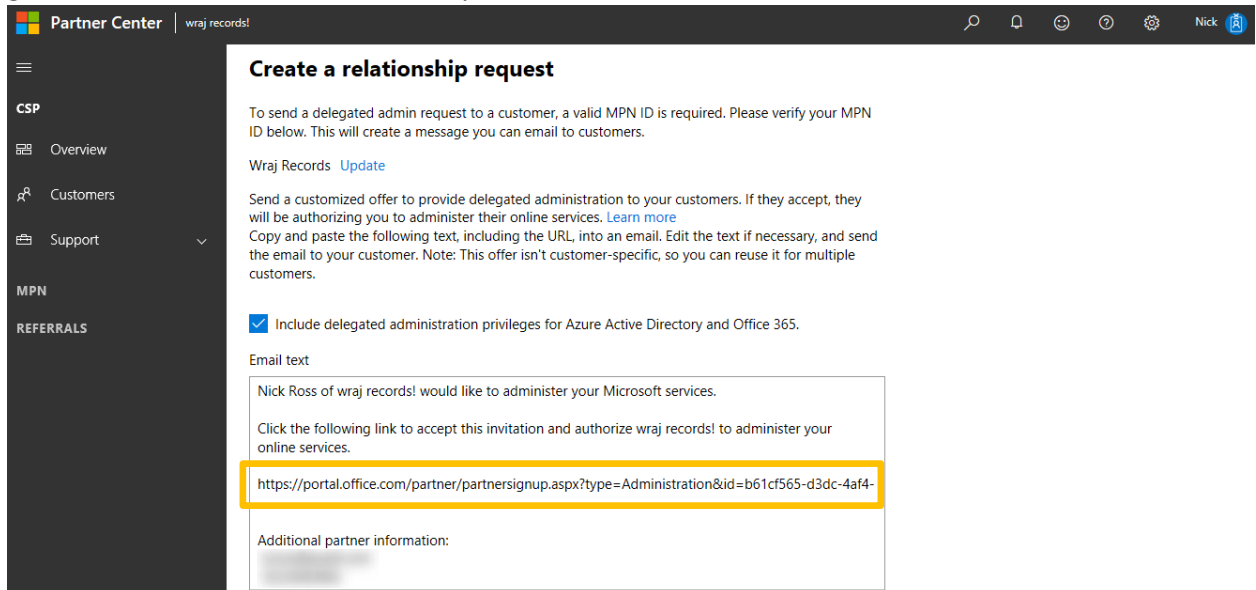 Partner Center wraj records!
Nick
CSP
Overview
Customers
Support
MPN
REFERRALS
Create a relationship request
To send a delegated admin request to a customer, a valid MPN ID is required. Please verify your MPN
ID below. This will create a message you can email to customers.
Wraj Records Update
Send a customized offer to provide delegated administration to your customers. If they accept, they
will be authorizing you to administer their online services. Learn more
Copy and paste the following text, including the URL, into an email. Edit the text if necessary, and send
the email to your customer. Note: This offer isn't customer-specific, so you can reuse it for multiple
customers.
Include delegated administration privileges for Azure Active Directory and Office 365.
Email text
Nick Ross of wraj records! would like to administer your Microsoft services.
Click the following link to accept this invitation and authorize wraj records! to administer your
online services.
https://portal.office.com/partner/partnersignup.aspx?type=Administration&id=b61cf565-d3dc-4af4-
Additional partner information: